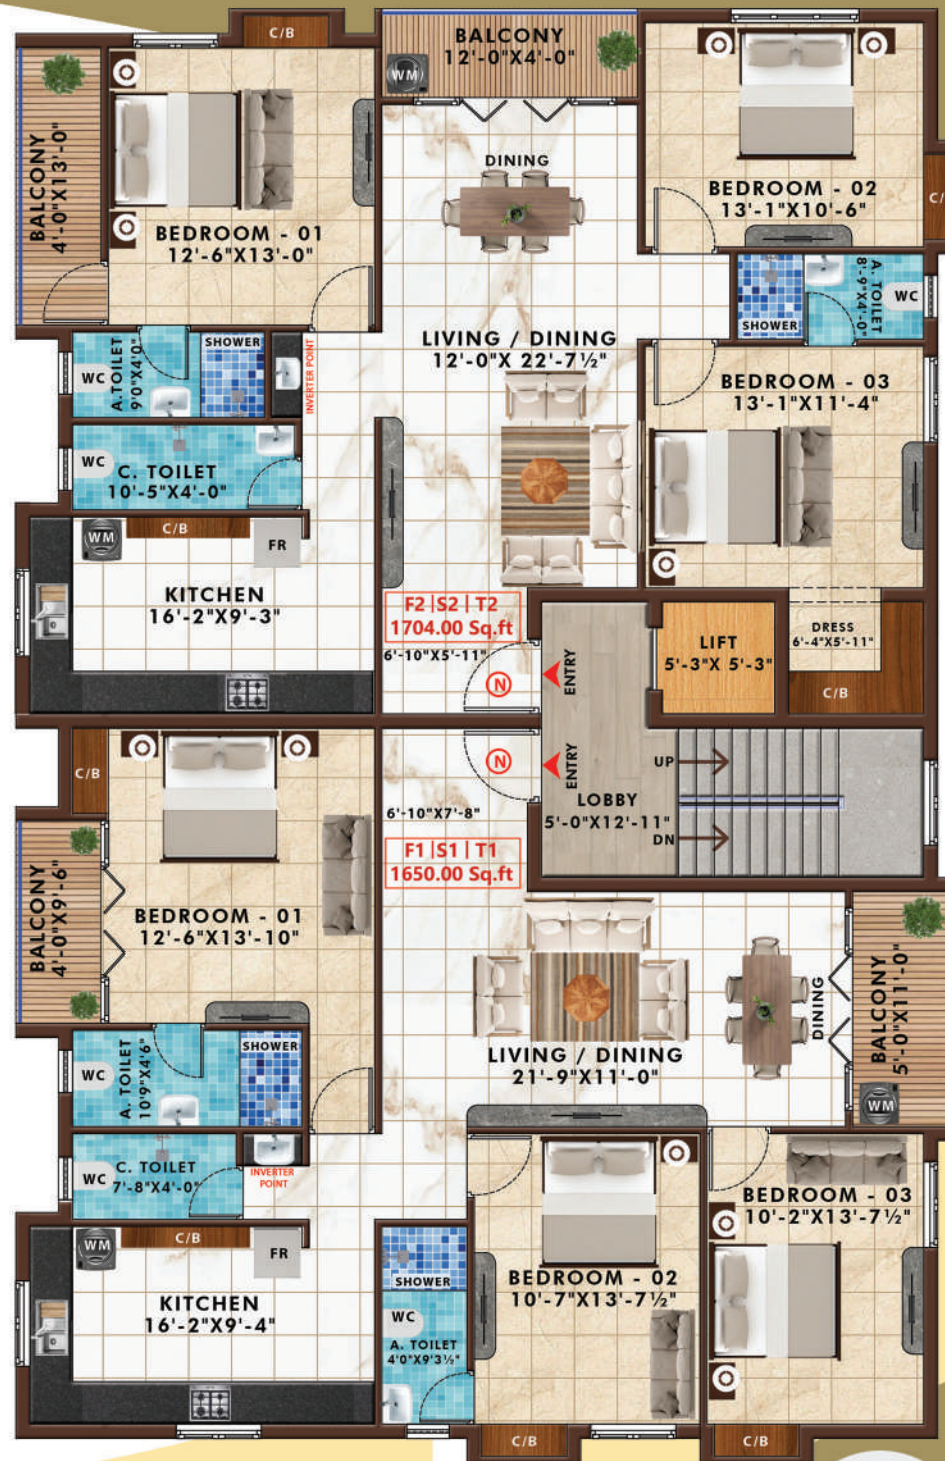 C/B
BALCONY
12'-0"X4'-0"
WM
BALCONY
4'-0"X13'-0"
DINING
BEDROOM - 01
12'-6"X13'-0"
BEDROOM - 02
13'-1"X10'-6"
C/
A. TOILET
8'-9"X4'-0"
WC
SHOWER
LIVING / DINING
12'-0"X 22'-7½"
WC
A.TOILET
9'0"X4'0"
SHOWER
INVERTER POINT
BEDROOM - 03
13'-1"X11'-4"
WC
C. TOILET
10'-5"X4'-0"
WM
C/B
FR
KITCHEN
16'-2"X9'-3"
F2 |S2 | T2
1704.00 Sq.ft
6'-10"X5'-11"
N
ENTRY
LIFT
5'-3"X 5'-3"
DRESS
6'-4"X5'-11"
C/B
C/B
N
ENTRY
UP
LOBBY
5'-0"X12'-11"
DN
6'-10"X7'-8"
F1 |S1 | T1
1650.00 Sq.ft
BALCONY
4'-0"X9'-6"
BEDROOM - 01
12'-6"X13'-10"
DINING
BALCONY
5'-0"X11'-0"
WM
LIVING / DINING
21'-9"X11'-0"
WC
A. TOILET
10'9"X4'6"
SHOWER
WC
C. TOILET
7'-8"X4'-0"
INVERTER
POINT
BEDROOM - 03
10'-2"X13'-7½"
WM
C/B
FR
KITCHEN
16'-2"X9'-4"
SHOWER
WC
A. TOILET
4'0"X9'3½"
BEDROOM - 02
10'-7"X13'-7½"
C/B
C/B